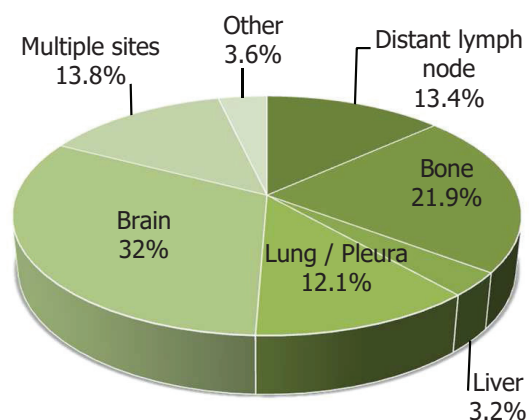 Multiple sites
13.8%
Other
3.6%
Distant lymph
node
13.4%
Bone
21.9%
Brain
32%
Lung / Pleura
12.1%
Liver
3.2%